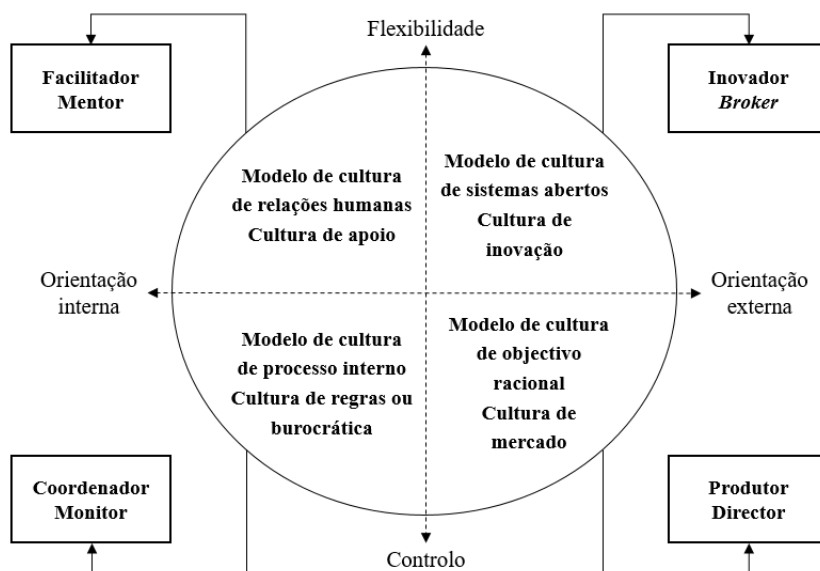 Flexibilidade
Facilitador
Mentor
Inovador
Broker
Modelo de cultura
de relações humanas
Cultura de apoio
Modelo de cultura
de sistemas abertos
Cultura de
inovação
Orientação
interna
Orientação
externa
Modelo de cultura
de processo interno
Cultura de regras ou
burocrática
Modelo de cultura
de objectivo
racional
Cultura de
mercado
Coordenador
Monitor
Produtor
Director
Controlo